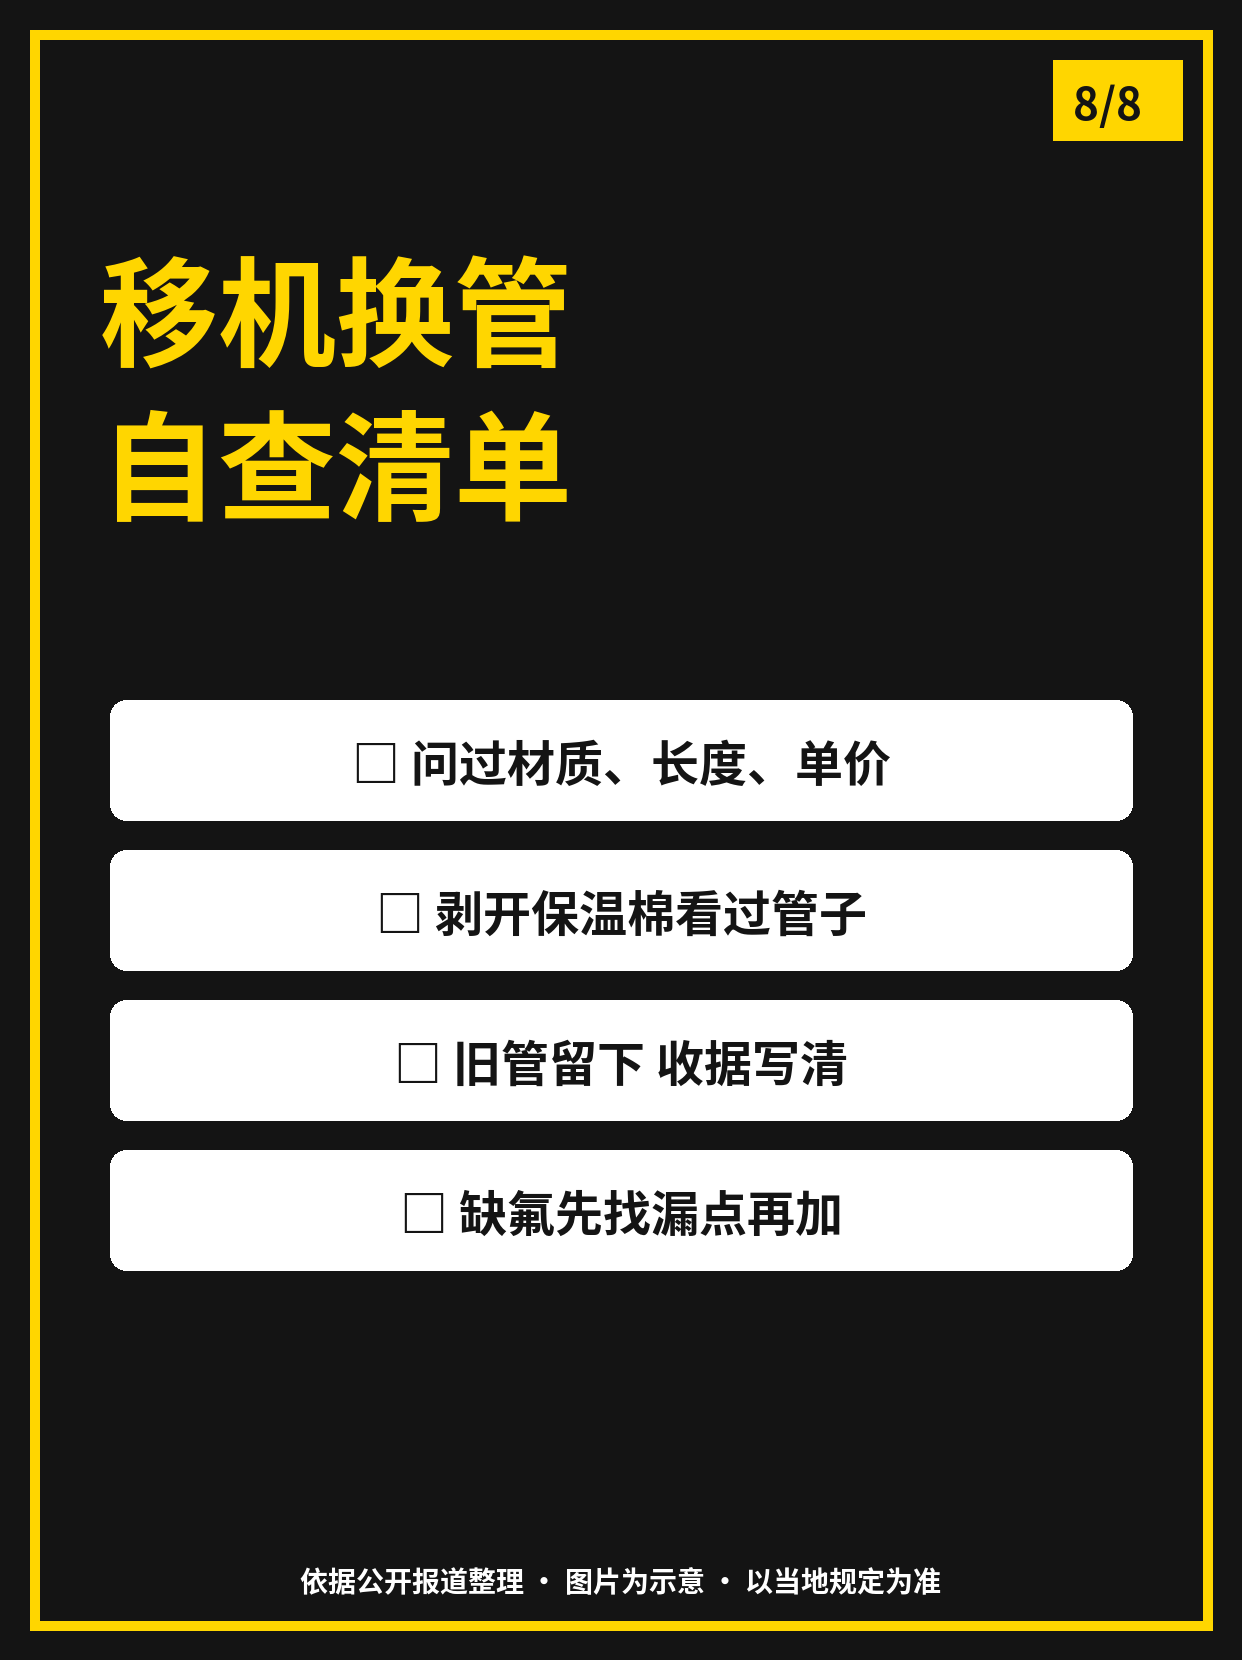 8/8
移机换管
自查清单
□ 问过材质、长度、单价
□ 剥开保温棉看过管子
□ 旧管留下 收据写清
□ 缺氟先找漏点再加
依据公开报道整理 · 图片为示意 · 以当地规定为准